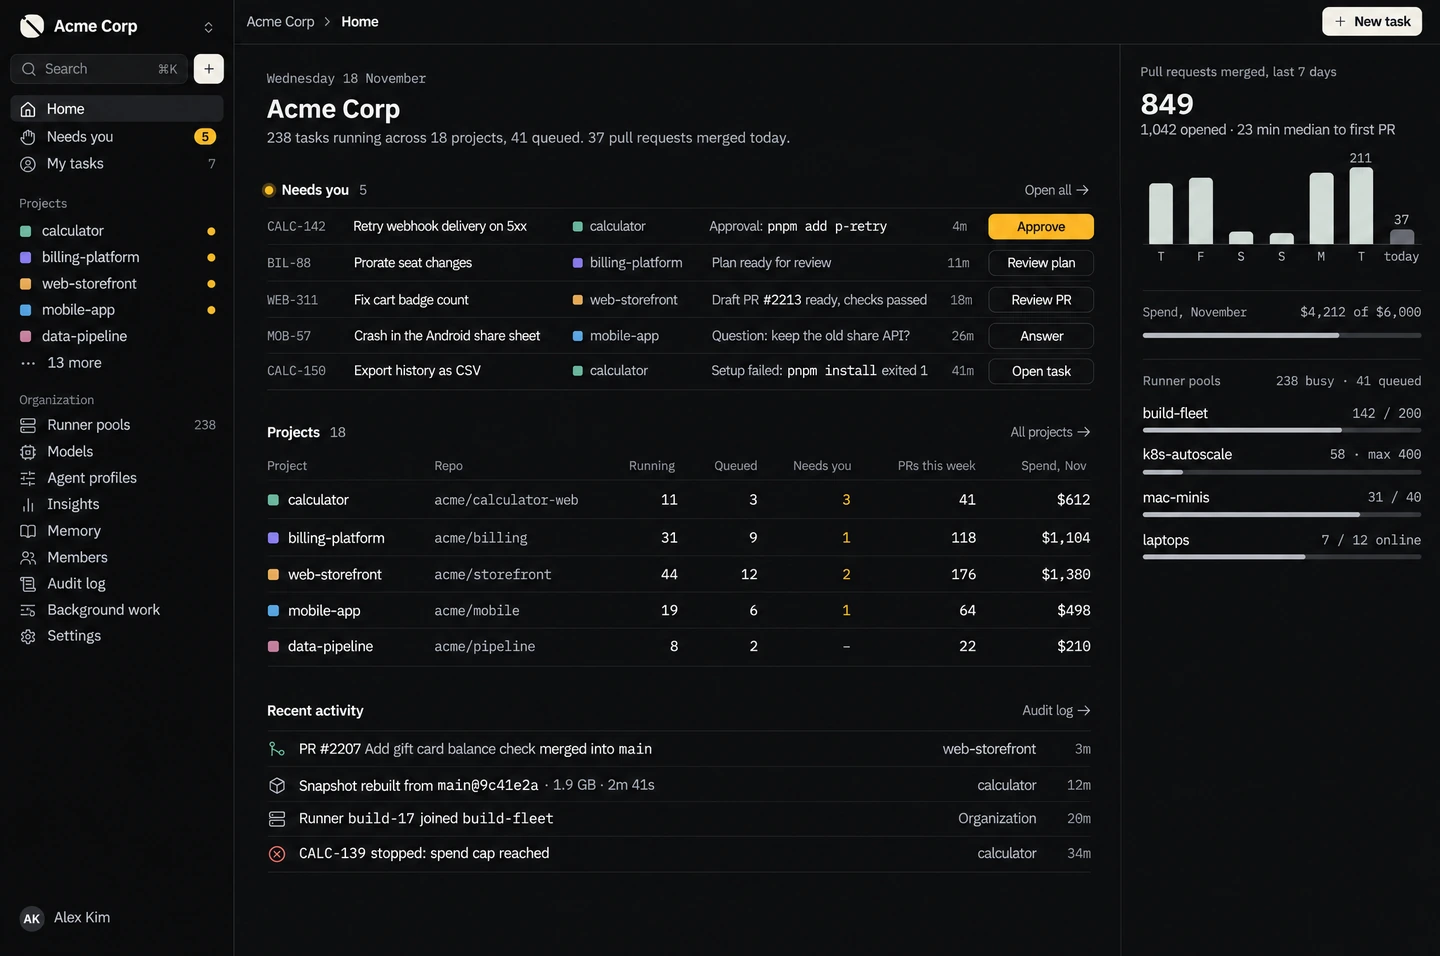 Acme Corp
Search ⌘K +
Home
Needs you 5
My tasks 7
Projects
calculator
billing-platform
web-storefront
mobile-app
data-pipeline
··· 13 more
Organization
Runner pools 238
Models
Agent profiles
Insights
Memory
Members
Audit log
Background work
Settings
AK Alex Kim
Acme Corp > Home
+ New task
Wednesday 18 November
Acme Corp
238 tasks running across 18 projects, 41 queued. 37 pull requests merged today.
Needs you 5 Open all →
CALC-142 Retry webhook delivery on 5xx calculator Approval: pnpm add p-retry 4m Approve
BIL-88 Prorate seat changes billing-platform Plan ready for review 11m Review plan
WEB-311 Fix cart badge count web-storefront Draft PR #2213 ready, checks passed 18m Review PR
MOB-57 Crash in the Android share sheet mobile-app Question: keep the old share API? 26m Answer
CALC-150 Export history as CSV calculator Setup failed: pnpm install exited 1 41m Open task
Projects 18 All projects →
Project Repo Running Queued Needs you PRs this week Spend, Nov
calculator acme/calculator-web 11 3 3 41 $612
billing-platform acme/billing 31 9 1 118 $1,104
web-storefront acme/storefront 44 12 2 176 $1,380
mobile-app acme/mobile 19 6 1 64 $498
data-pipeline acme/pipeline 8 2 – 22 $210
Recent activity Audit log →
PR #2207 Add gift card balance check merged into main web-storefront 3m
Snapshot rebuilt from main@9c41e2a · 1.9 GB · 2m 41s calculator 12m
Runner build-17 joined build-fleet Organization 20m
CALC-139 stopped: spend cap reached calculator 34m
Pull requests merged, last 7 days
849
1,042 opened · 23 min median to first PR
211
37
T F S S M T today
Spend, November $4,212 of $6,000
Runner pools 238 busy · 41 queued
build-fleet 142 / 200
k8s-autoscale 58 · max 400
mac-minis 31 / 40
laptops 7 / 12 online